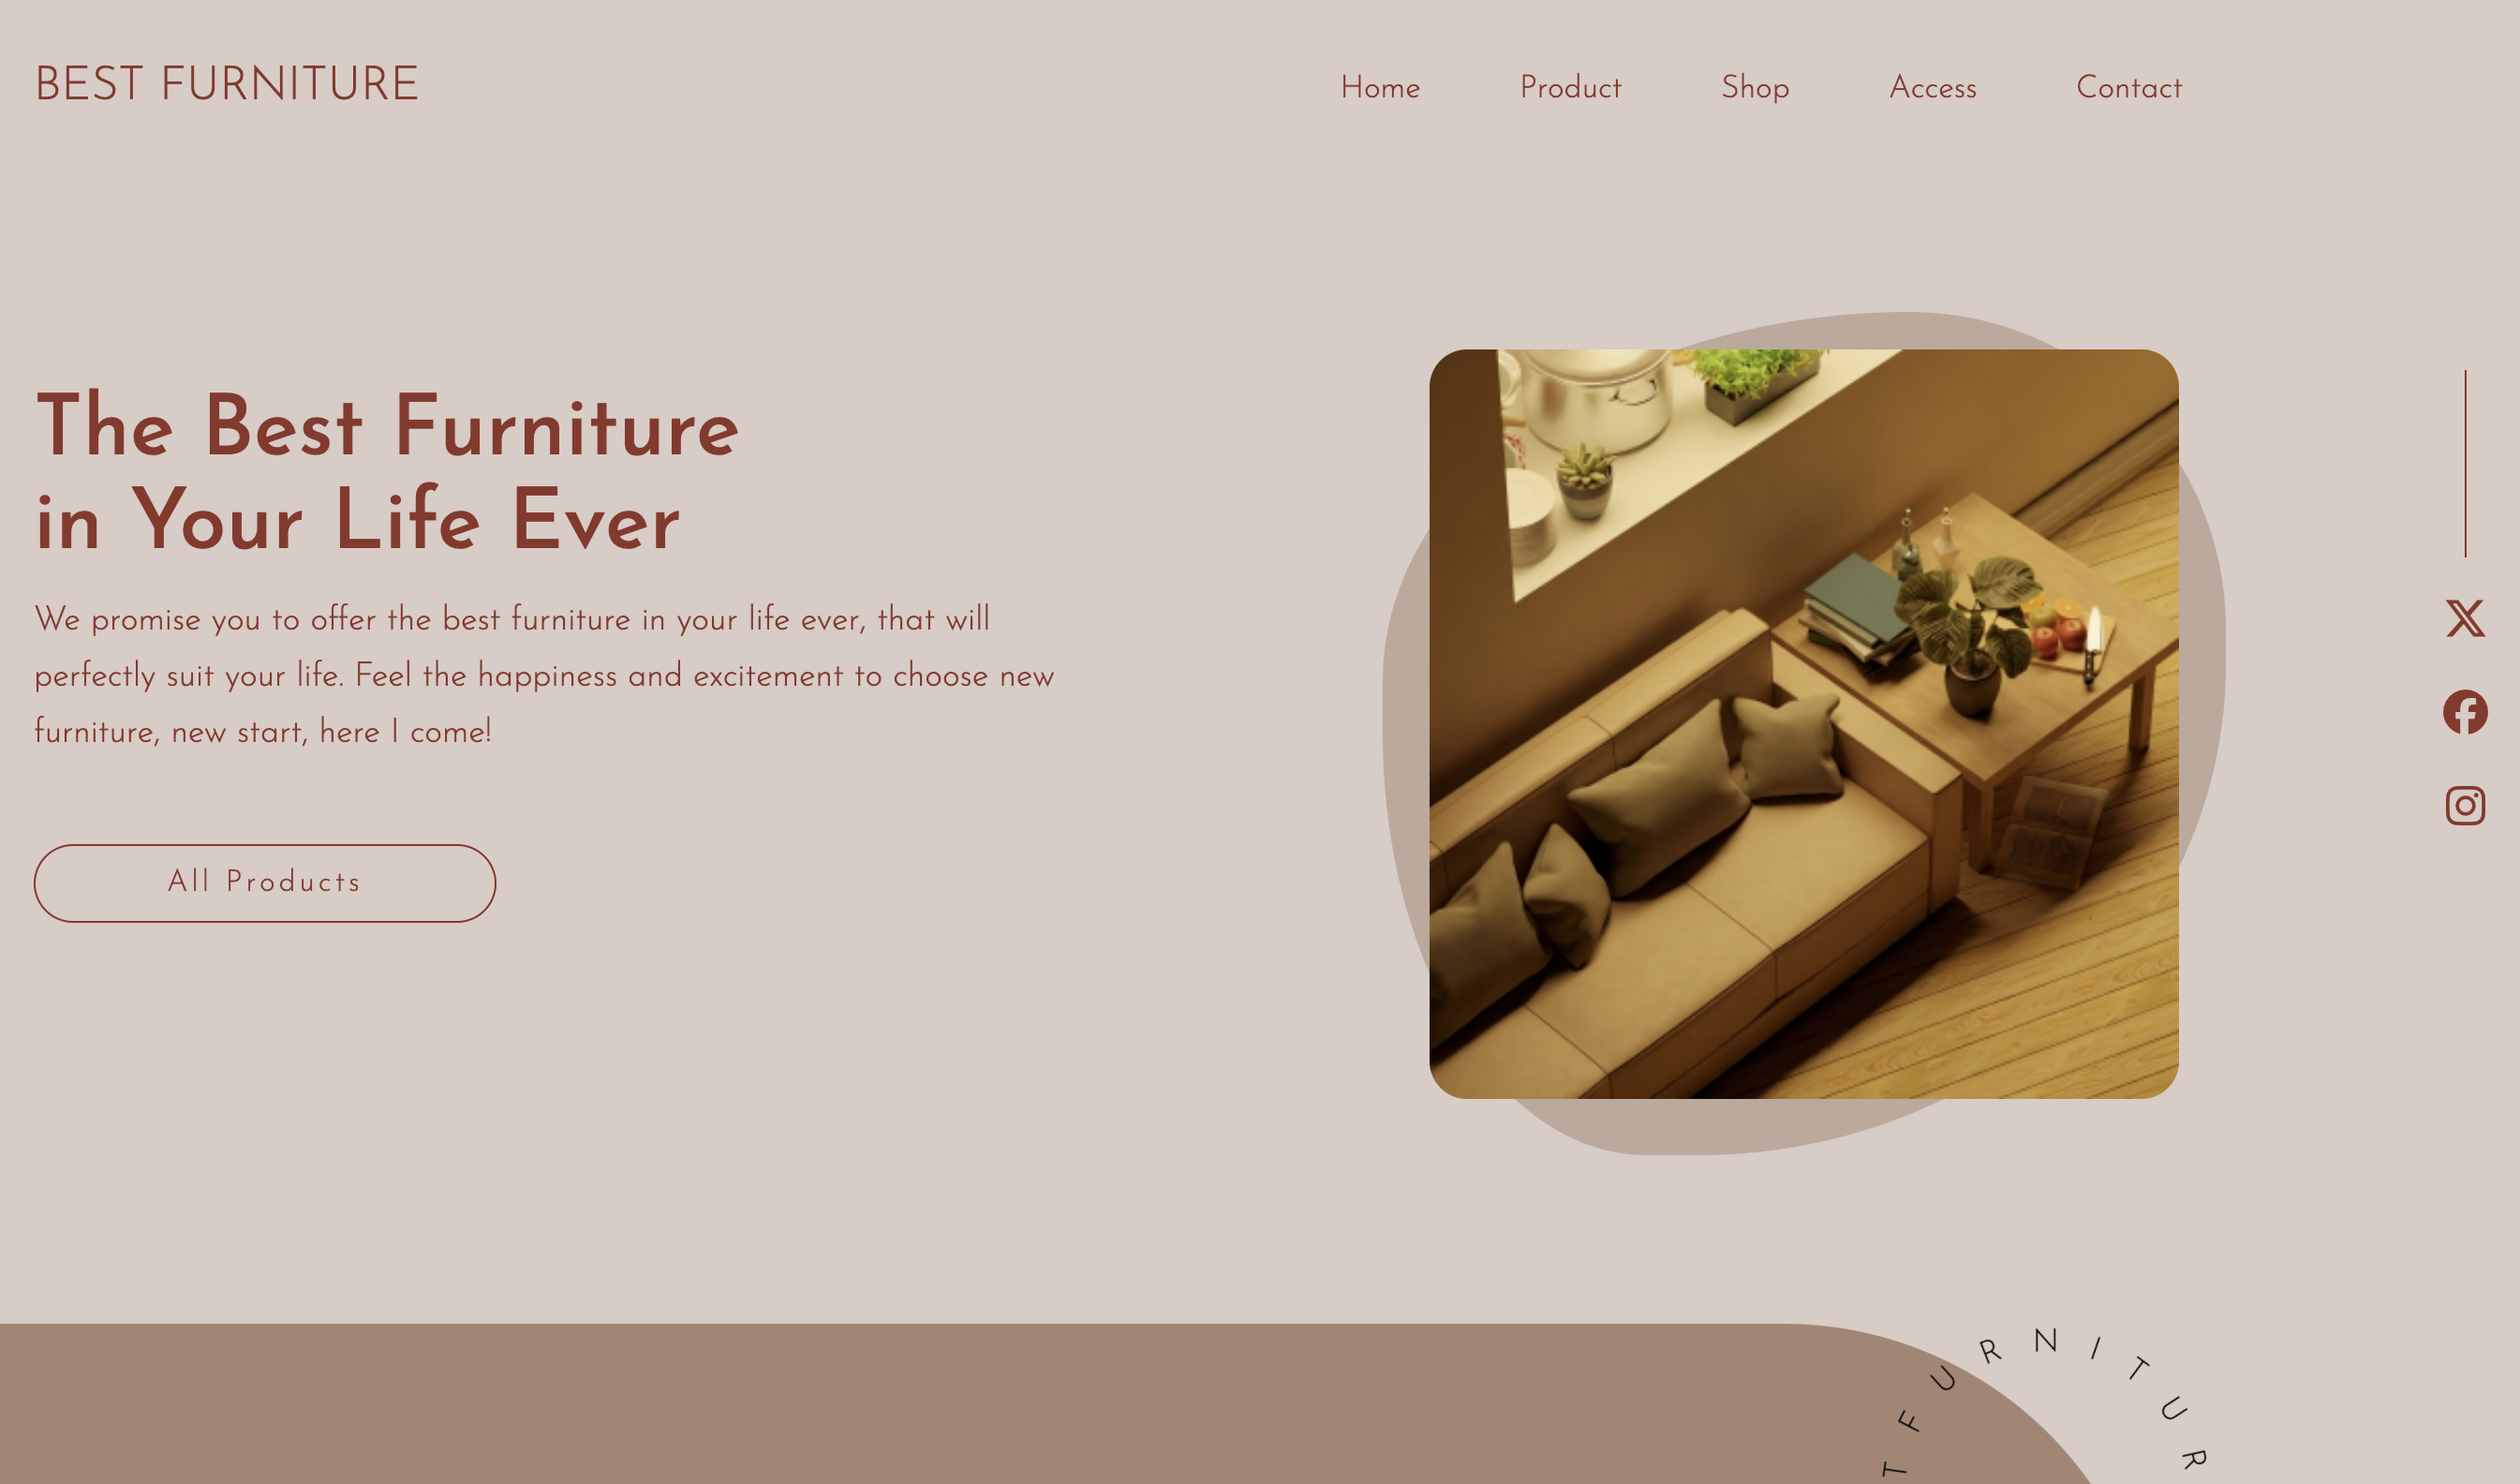 BEST FURNITURE
Home Product Shop Access Contact
The Best Furniture
in Your Life Ever
We promise you to offer the best furniture in your life ever, that will
perfectly suit your life. Feel the happiness and excitement to choose new
furniture, new start, here I come!
All Products
T FURNITUR